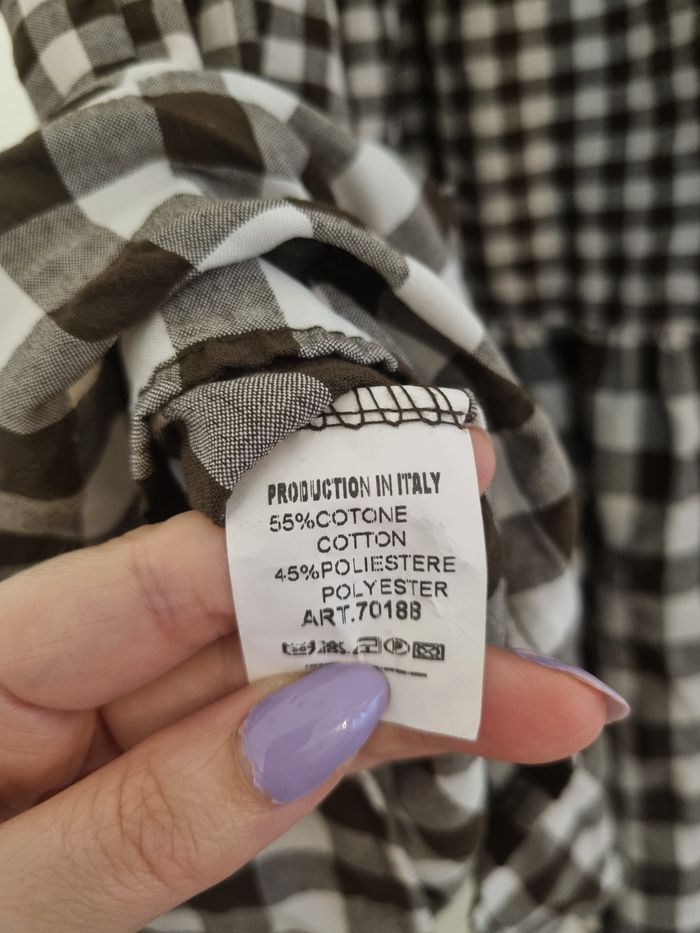 PRODUCTION IN ITALY
55%COTONE
COTTON
45%POLIESTERE
POLYESTER
ART.7018B